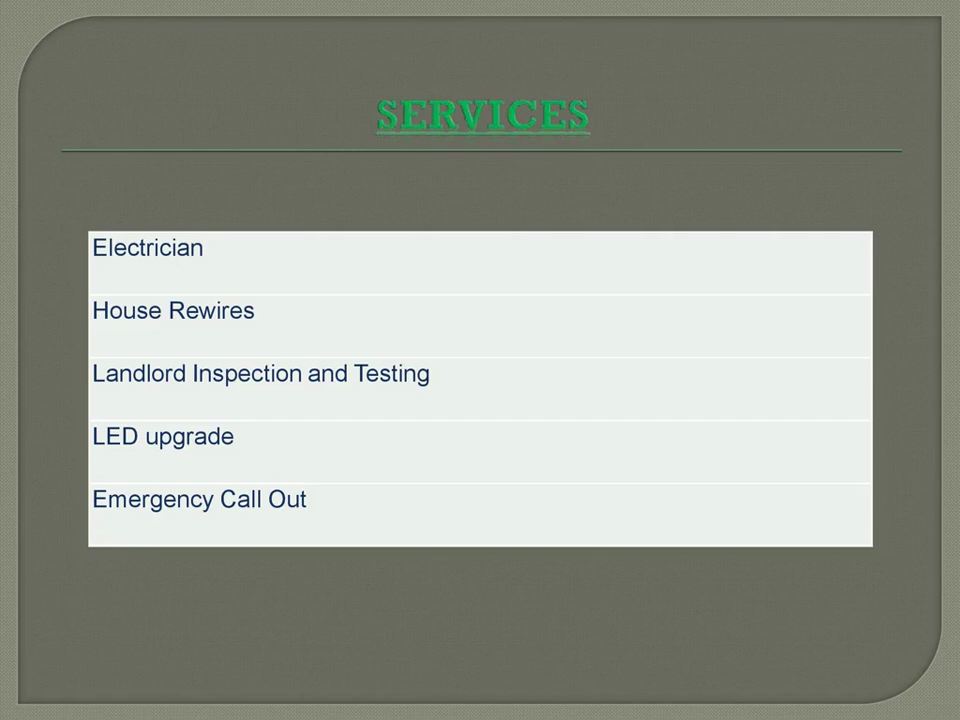 SERVICES
Electrician
House Rewires
Landlord Inspection and Testing
LED upgrade
Emergency Call Out